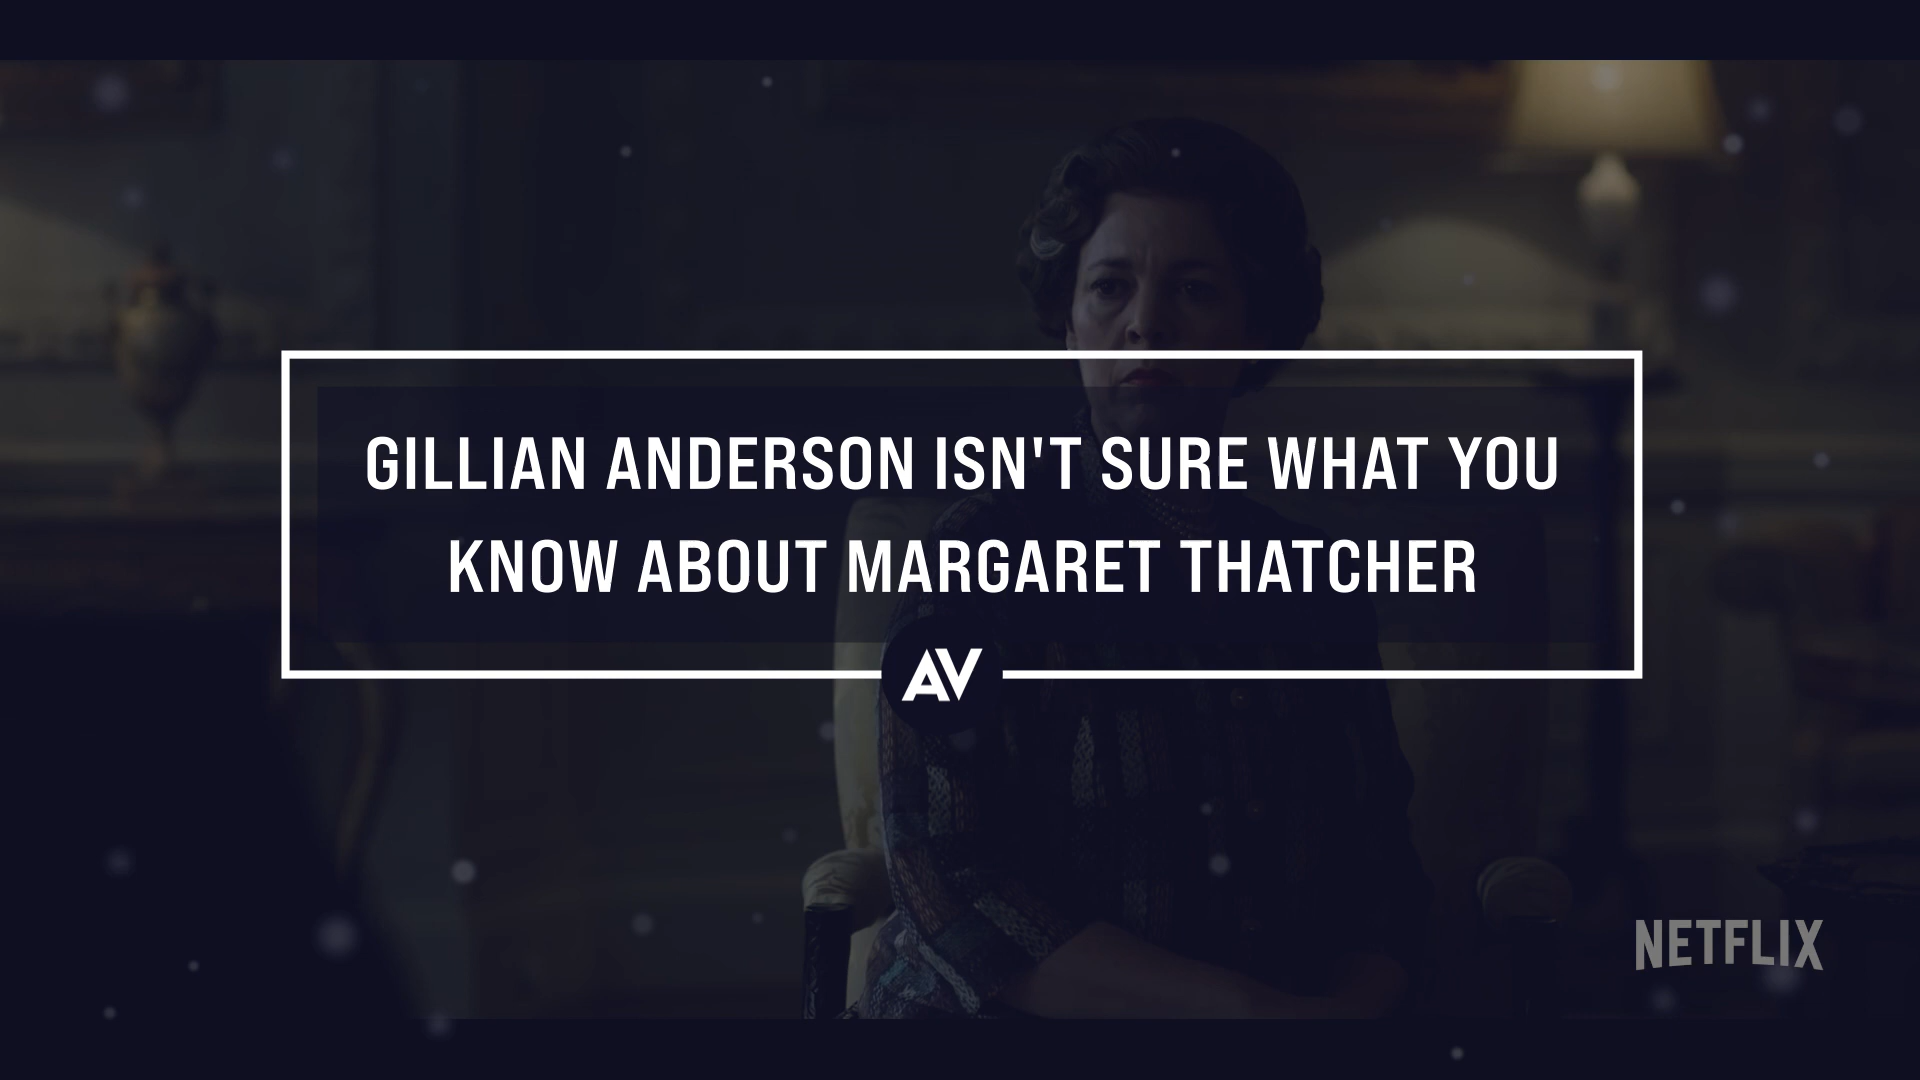 GILLIAN ANDERSON ISN'T SURE WHAT YOU
KNOW ABOUT MARGARET THATCHER
AV
NETFLIX